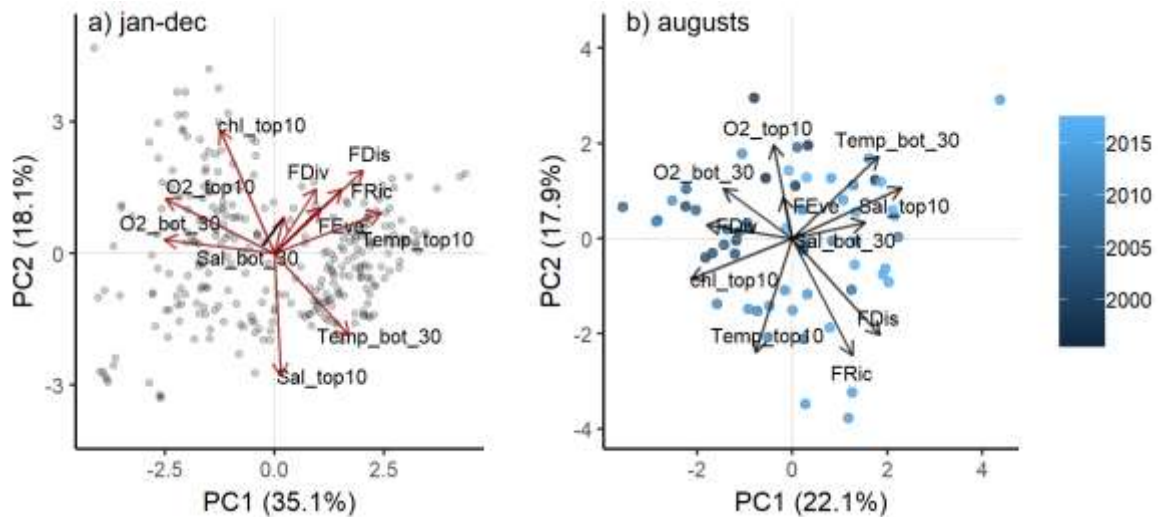 a) jan-dec
3
0
-3
PC2 (18.1%)
chl_top10
O2_top10
O2_bot_30
Sal_bot_30
FDiv
FDis
FRic
FEve
Temp_top10
Temp_bot_30
Sal_top10
-2.5
0.0
2.5
PC1 (35.1%)
b) augusts
4
2
0
-2
-4
PC2 (17.9%)
O2_top10
Temp_bot_30
O2_bot_30
FEve
Sal_top10
FDiv
Sal_bot_30
chl_top10
Temp_top10
FDis
FRic
-2
0
2
4
PC1 (22.1%)
2015
2010
2005
2000